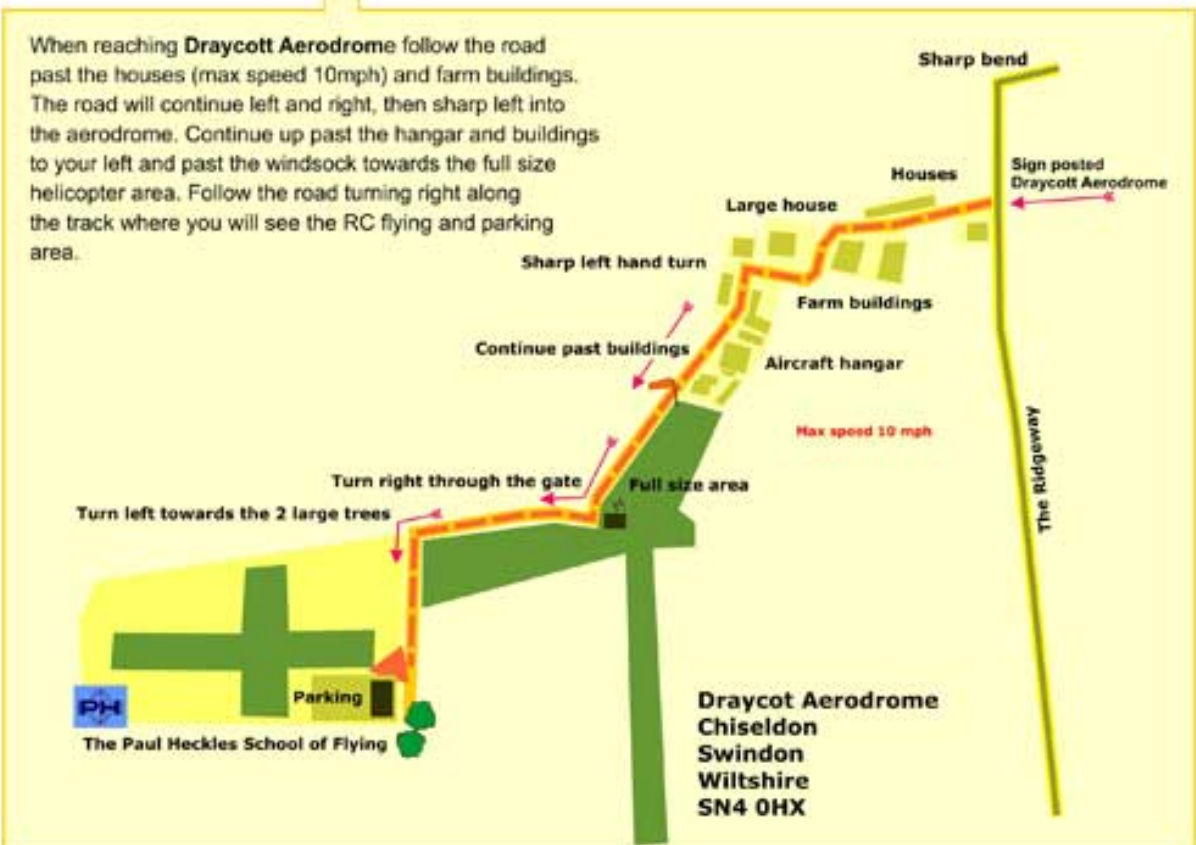 When reaching Draycott Aerodrome follow the road
past the houses (max speed 10mph) and farm buildings.
The road will continue left and right, then sharp left into
the aerodrome. Continue up past the hangar and buildings
to your left and past the windsock towards the full size
helicopter area. Follow the road turning right along
the track where you will see the RC flying and parking
area.
Sharp bend
Sign posted
Draycott Aerodrome
Houses
Large house
Sharp left hand turn
Farm buildings
Continue past buildings
Aircraft hangar
Max speed 10 mph
The Ridgeway
Turn right through the gate
Full size area
Turn left towards the 2 large trees
Parking
PH
The Paul Heckles School of Flying
Draycot Aerodrome
Chiseldon
Swindon
Wiltshire
SN4 0HX